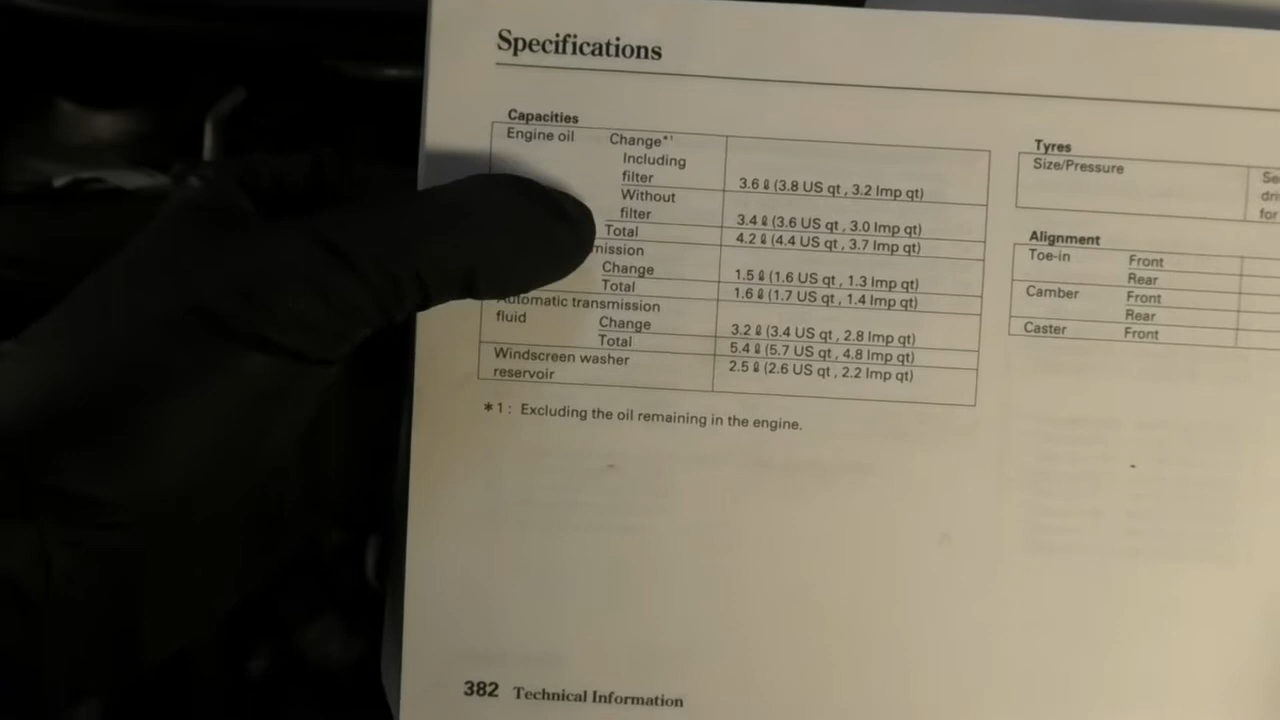 Specifications
Capacities
Engine oil Change*1
Including
filter 3.6 ℓ (3.8 US qt , 3.2 Imp qt)
Without
filter 3.4 ℓ (3.6 US qt , 3.0 Imp qt)
Total 4.2 ℓ (4.4 US qt , 3.7 Imp qt)
Change 1.5 ℓ (1.6 US qt , 1.3 Imp qt)
Total 1.6 ℓ (1.7 US qt , 1.4 Imp qt)
Automatic transmission
fluid Change 3.2 ℓ (3.4 US qt , 2.8 Imp qt)
Total 5.4 ℓ (5.7 US qt , 4.8 Imp qt)
Windscreen washer
reservoir 2.5 ℓ (2.6 US qt , 2.2 Imp qt)
*1 : Excluding the oil remaining in the engine.
Tyres
Size/Pressure
for
Alignment
Toe-in Front
Rear
Camber Front
Rear
Caster Front
382 Technical Information